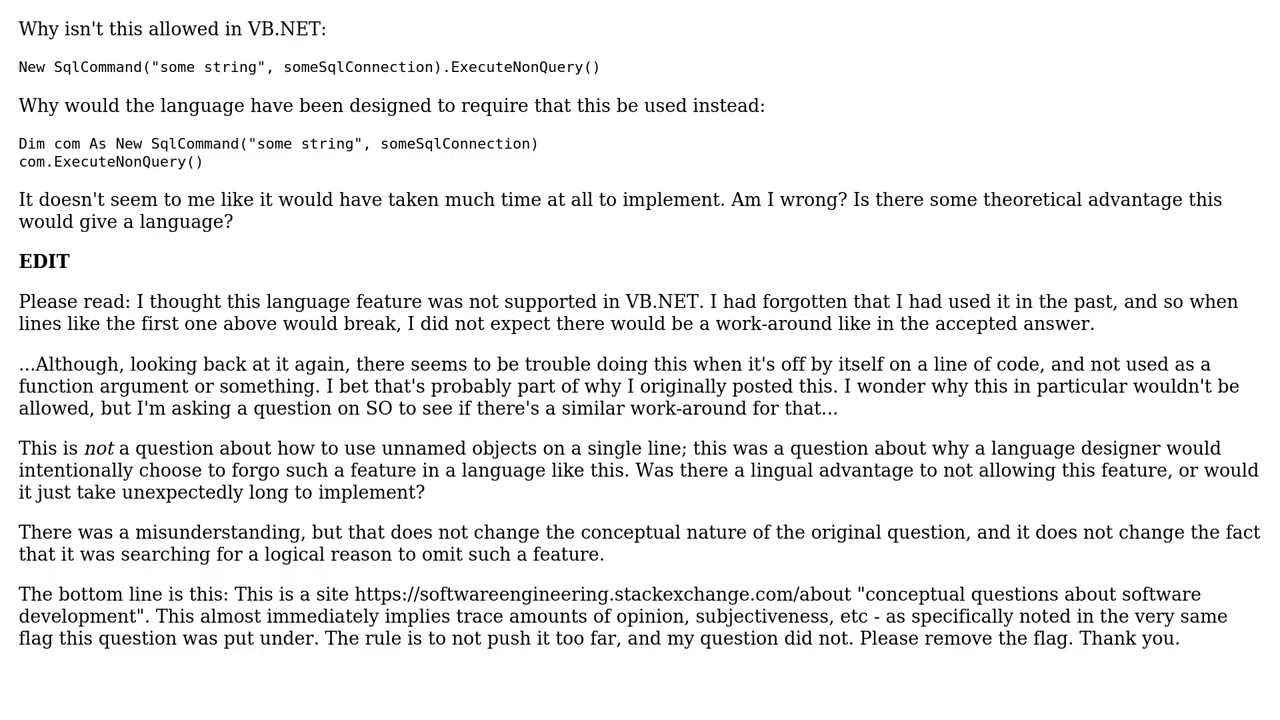 Why isn't this allowed in VB.NET:
New SqlCommand("some string", someSqlConnection).ExecuteNonQuery()
Why would the language have been designed to require that this be used instead:
Dim com As New SqlCommand("some string", someSqlConnection)
com.ExecuteNonQuery()
It doesn't seem to me like it would have taken much time at all to implement. Am I wrong? Is there some theoretical advantage this
would give a language?
EDIT
Please read: I thought this language feature was not supported in VB.NET. I had forgotten that I had used it in the past, and so when
lines like the first one above would break, I did not expect there would be a work-around like in the accepted answer.
...Although, looking back at it again, there seems to be trouble doing this when it's off by itself on a line of code, and not used as a
function argument or something. I bet that's probably part of why I originally posted this. I wonder why this in particular wouldn't be
allowed, but I'm asking a question on SO to see if there's a similar work-around for that...
This is not a question about how to use unnamed objects on a single line; this was a question about why a language designer would
intentionally choose to forgo such a feature in a language like this. Was there a lingual advantage to not allowing this feature, or would
it just take unexpectedly long to implement?
There was a misunderstanding, but that does not change the conceptual nature of the original question, and it does not change the fact
that it was searching for a logical reason to omit such a feature.
The bottom line is this: This is a site https://softwareengineering.stackexchange.com/about "conceptual questions about software
development". This almost immediately implies trace amounts of opinion, subjectiveness, etc - as specifically noted in the very same
flag this question was put under. The rule is to not push it too far, and my question did not. Please remove the flag. Thank you.